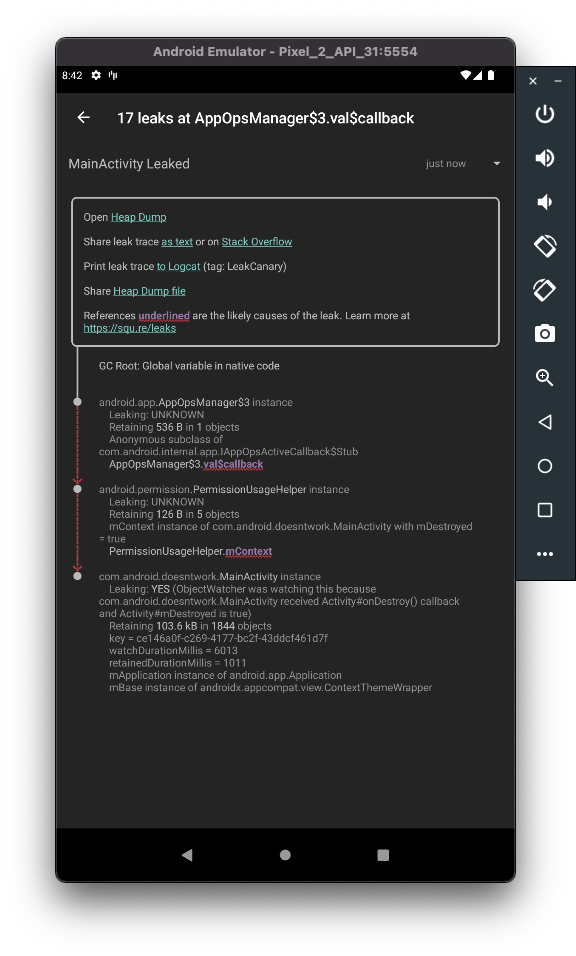 Android Emulator - Pixel_2_API_31:5554
8:42
17 leaks at AppOpsManager$3.val$callback
MainActivity Leaked
just now
Open Heap Dump
Share leak trace as text or on Stack Overflow
Print leak trace to Logcat (tag: LeakCanary)
Share Heap Dump file
References underlined are the likely causes of the leak. Learn more at
https://squ.re/leaks
GC Root: Global variable in native code
android.app.AppOpsManager$3 instance
Leaking: UNKNOWN
Retaining 536 B in 1 objects
Anonymous subclass of
com.android.internal.app.IAppOpsActiveCallback$Stub
AppOpsManager$3.val$callback
android.permission.PermissionUsageHelper instance
Leaking: UNKNOWN
Retaining 126 B in 5 objects
mContext instance of com.android.doesntwork.MainActivity with mDestroyed
= true
PermissionUsageHelper.mContext
com.android.doesntwork.MainActivity instance
Leaking: YES (ObjectWatcher was watching this because
com.android.doesntwork.MainActivity received Activity#onDestroy() callback
and Activity#mDestroyed is true)
Retaining 103.6 kB in 1844 objects
key = ce146a0f-c269-4177-bc2f-43ddcf461d7f
watchDurationMillis = 6013
retainedDurationMillis = 1011
mApplication instance of android.app.Application
mBase instance of androidx.appcompat.view.ContextThemeWrapper